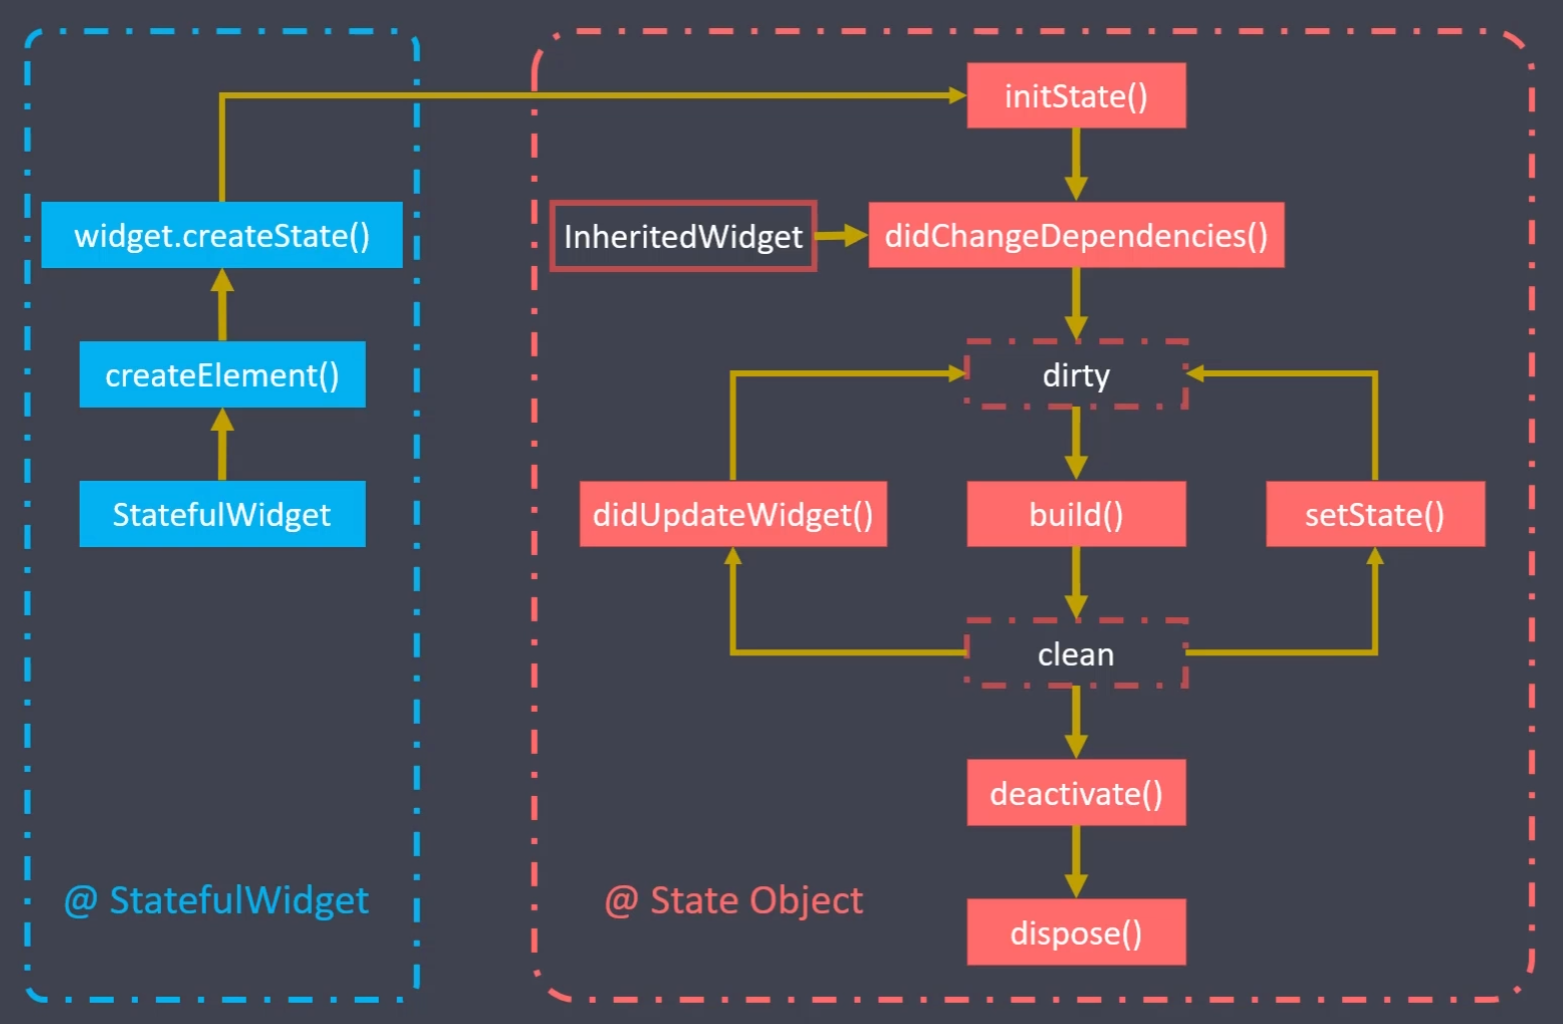 initState()
widget.createState()
InheritedWidget
didChangeDependencies()
createElement()
dirty
StatefulWidget
didUpdateWidget()
build()
setState()
clean
deactivate()
@ StatefulWidget
@ State Object
dispose()